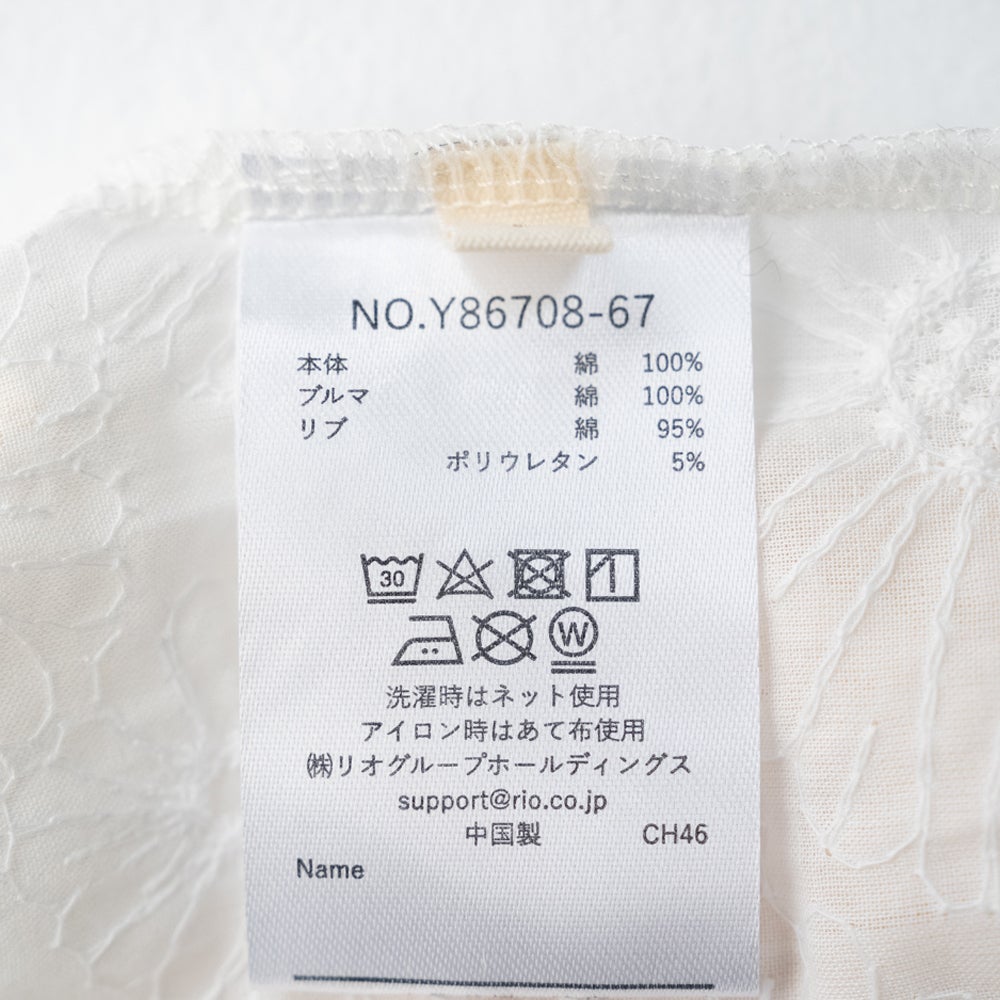 NO.Y86708-67
本体 綿 100%
ブルマ 綿 100%
リブ 綿 95%
ポリウレタン 5%
30
W
洗濯時はネット使用
アイロン時はあて布使用
㈱リオグループホールディングス
support@rio.co.jp
中国製 CH46
Name